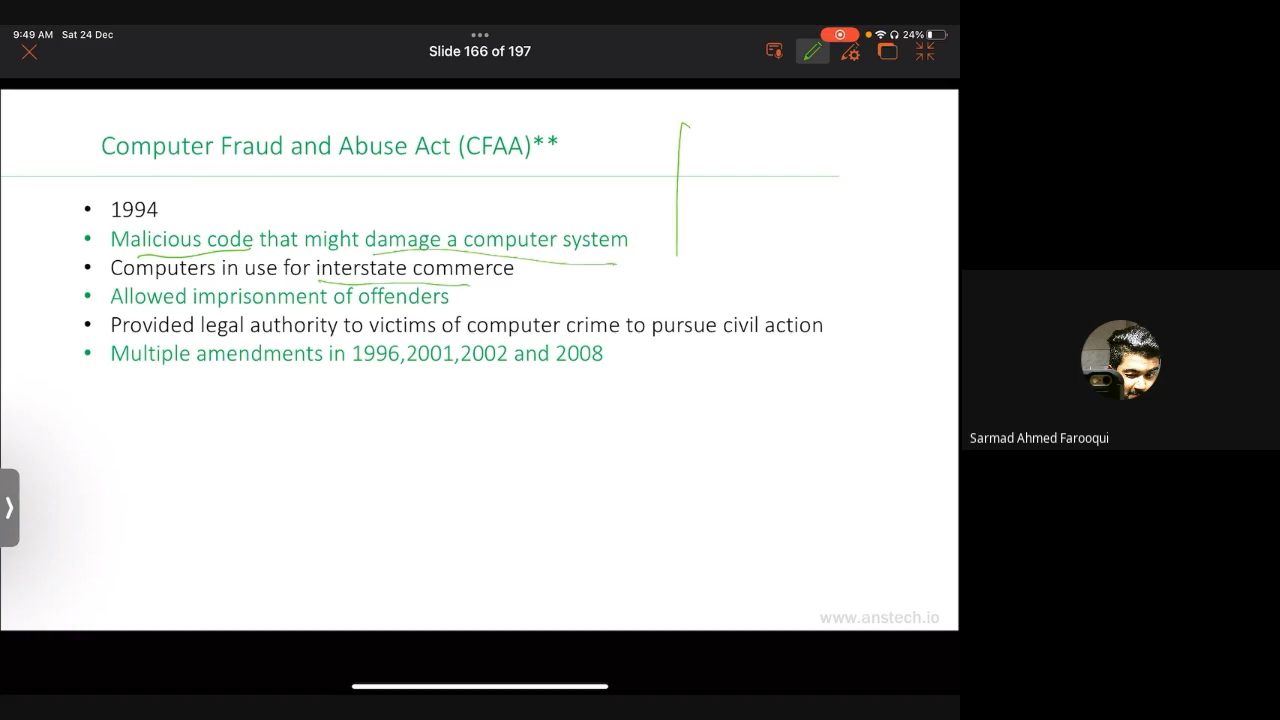 9:49 AM Sat 24 Dec
24%
Slide 166 of 197
Computer Fraud and Abuse Act (CFAA)**
• 1994
• Malicious code that might damage a computer system
• Computers in use for interstate commerce
• Allowed imprisonment of offenders
• Provided legal authority to victims of computer crime to pursue civil action
• Multiple amendments in 1996,2001,2002 and 2008
Sarmad Ahmed Farooqui
www.anstech.io